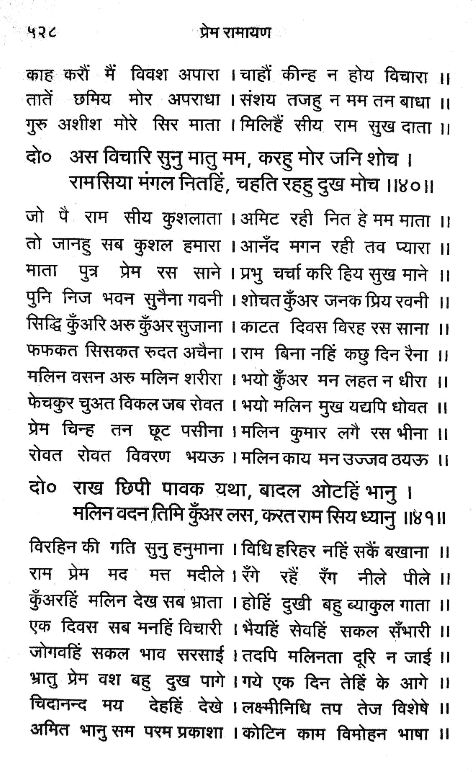 ५२८ प्रेम रामायण
काह करौं मैं विवश अपारा । चाहौं कीन्ह न होय विचारा ॥
तातें छमिय मोर अपराधा । संशय तजहु न मम तन बाधा ॥
गुरु अशीश मोरे सिर माता । मिलिहैं सीय राम सुख दाता ॥
दो० अस विचारि सुनु मातु मम, करहु मोर जनि शोच ।
रामसिया मंगल नितहिं, चहति रहहु दुख मोच ॥४०॥
जो पै राम सीय कुशलाता । अमिट रही नित हे मम माता ॥
तो जानहु सब कुशल हमारा । आनँद मगन रही तव प्यारा ॥
माता पुत्र प्रेम रस साने । प्रभु चर्चा करि हिय सुख माने ॥
पुनि निज भवन सुनैना गवनी । शोचत कुँअर जनक प्रिय रवनी ॥
सिद्धि कुँअरि अरु कुँअर सुजाना । काटत दिवस विरह रस साना ॥
फफकत सिसकत रुदत अचैना । राम बिना नहिं कछु दिन रैना ॥
मलिन वसन अरु मलिन शरीरा । भयो कुँअर मन लहत न धीरा ॥
फेचकुर चुअत विकल जब रोवत । भयो मलिन मुख यद्यपि धोवत ॥
प्रेम चिन्ह तन छूट पसीना । मलिन कुमार लगै रस भीना ॥
रोवत रोवत विवरण भयऊ । मलिन काय मन उज्जव ठयऊ ॥
दो० राख छिपी पावक यथा, बादल ओटहिं भानु ।
मलिन वदन तिमि कुँअर लस, करत राम सिय ध्यानु ॥४१॥
विरहिन की गति सुनु हनुमाना । विधि हरिहर नहिं सकैं बखाना ॥
राम प्रेम मद मत्त मदीले । रँगे रहैं रँग नीले पीले ॥
कुँअरहिं मलिन देख सब भ्राता । होहिं दुखी बहु ब्याकुल गाता ॥
एक दिवस सब मनहिं विचारी । भैयहिं सेवहिं सकल सँभारी ॥
जोगवहिं सकल भाव सरसाई । तदपि मलिनता दूरि न जाई ॥
भ्रातु प्रेम वश बहु दुख पागे । गये एक दिन तेहिं के आगे ॥
चिदानन्द मय देहहिं देखे । लक्ष्मीनिधि तप तेज विशेषे ॥
अमित भानु सम परम प्रकाशा । कोटिन काम विमोहन भाषा ॥